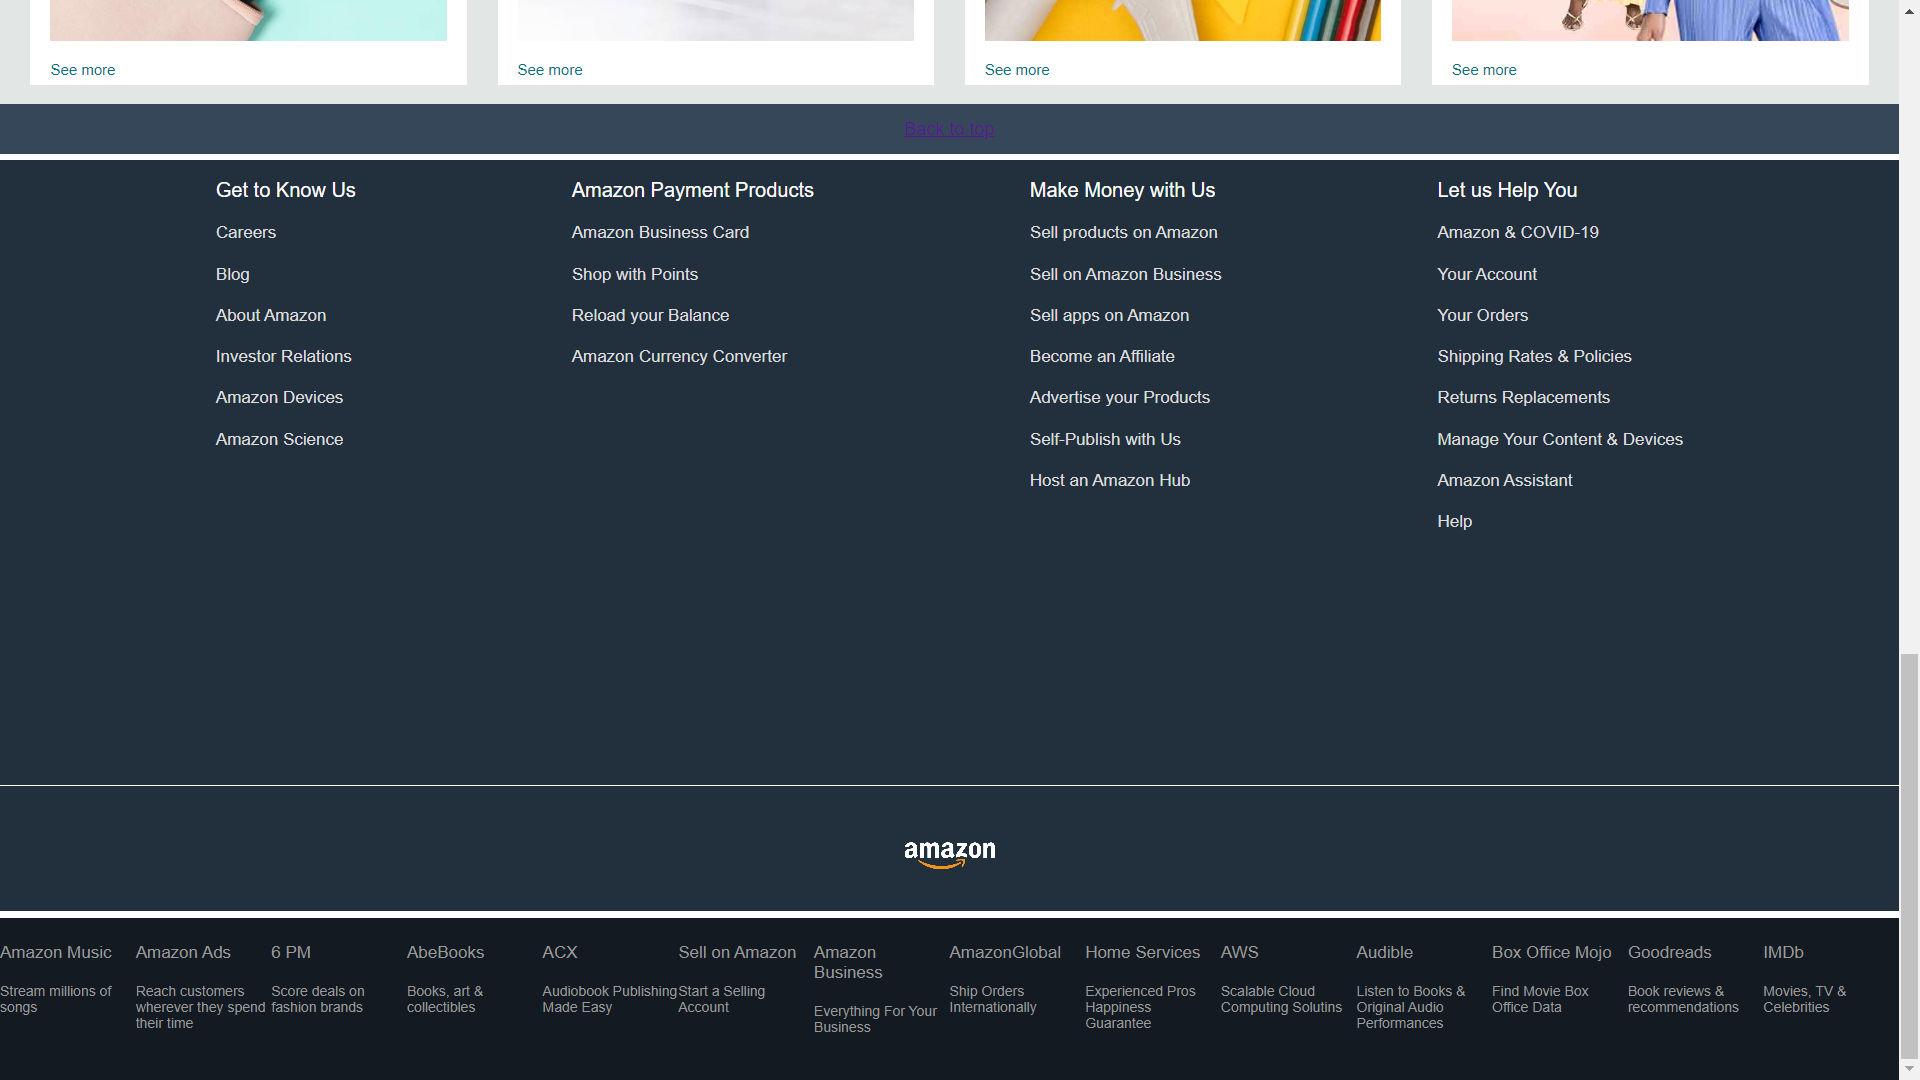 See more
See more
See more
See more
Back to top
Get to Know Us
Careers
Blog
About Amazon
Investor Relations
Amazon Devices
Amazon Science
Amazon Payment Products
Amazon Business Card
Shop with Points
Reload your Balance
Amazon Currency Converter
Make Money with Us
Sell products on Amazon
Sell on Amazon Business
Sell apps on Amazon
Become an Affiliate
Advertise your Products
Self-Publish with Us
Host an Amazon Hub
Let us Help You
Amazon & COVID-19
Your Account
Your Orders
Shipping Rates & Policies
Returns Replacements
Manage Your Content & Devices
Amazon Assistant
Help
amazon
Amazon Music
Stream millions of
songs
Amazon Ads
Reach customers
wherever they spend
their time
6 PM
Score deals on
fashion brands
AbeBooks
Books, art &
collectibles
ACX
Audiobook Publishing
Made Easy
Sell on Amazon
Start a Selling
Account
Amazon
Business
Everything For Your
Business
AmazonGlobal
Ship Orders
Internationally
Home Services
Experienced Pros
Happiness
Guarantee
AWS
Scalable Cloud
Computing Solutins
Audible
Listen to Books &
Original Audio
Performances
Box Office Mojo
Find Movie Box
Office Data
Goodreads
Book reviews &
recommendations
IMDb
Movies, TV &
Celebrities